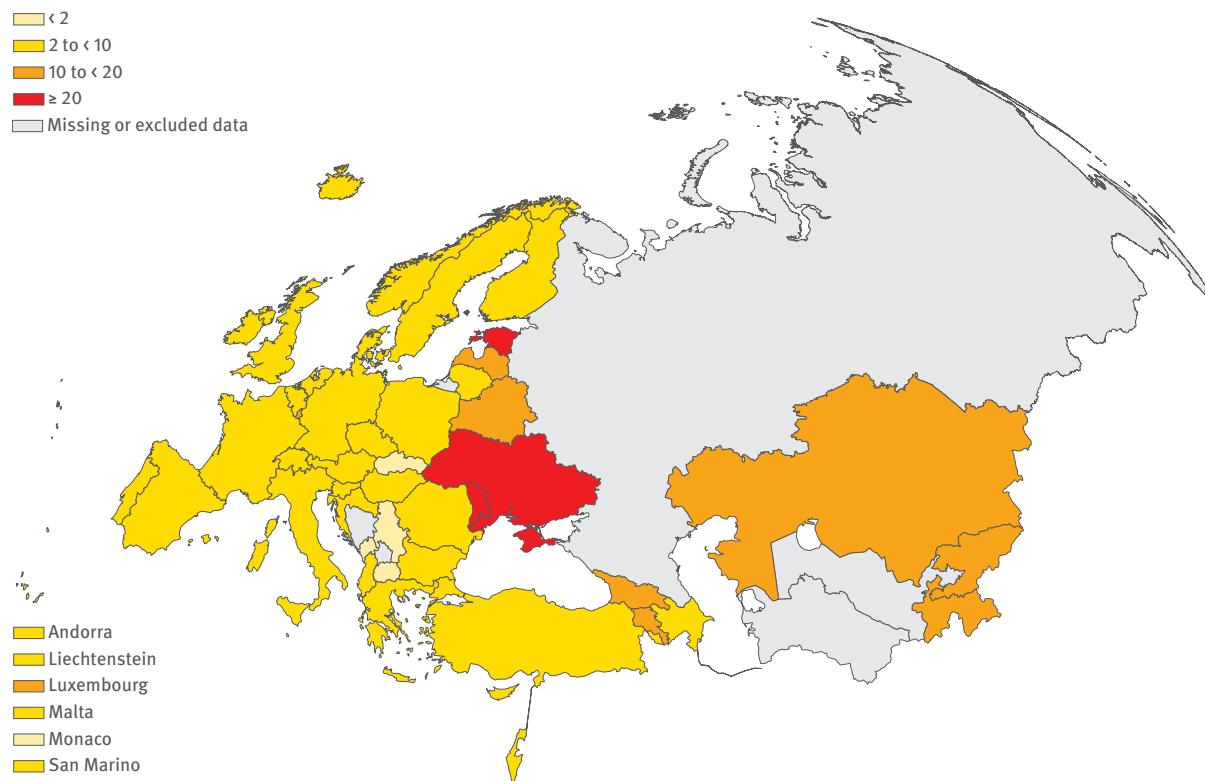 ‹ 2
2 to ‹ 10
10 to ‹ 20
≥ 20
Missing or excluded data
Andorra
Liechtenstein
Luxembourg
Malta
Monaco
San Marino